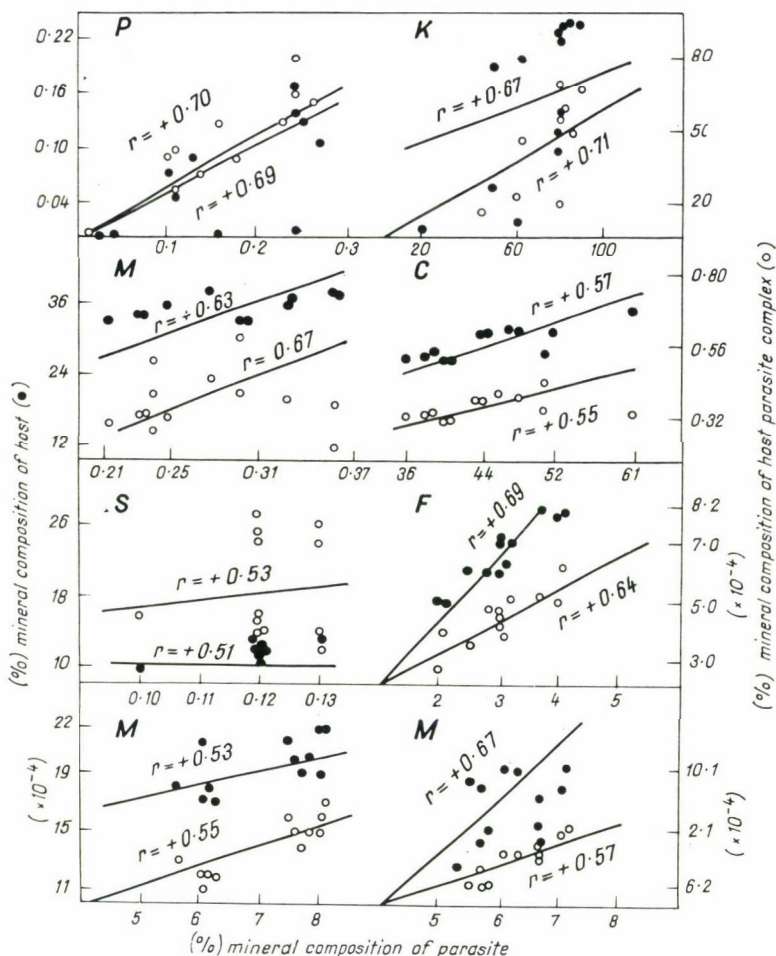 P
0·22
0·16
0·10
0·04
r = + 0·70
r = + 0·69
0·1 0·2 0·3
K
r = +0·67
r = + 0·71
80
50
20
20 60 100
M
36
24
12
r = + 0·63
r = + 0·67
0·21 0·25 0·31 0·37
C
r = + 0·57
r = + 0·55
0·80
0·56
0·32
36 44 52 61
S
26
18
10
r = + 0·53
r = + 0·51
0·10 0·11 0·12 0·13
F
r = +0·69
r = + 0·64
8·2
7·0
5·0
3·0
(× 10⁻⁴)
2 3 4 5
M
22
19
15
11
(×10⁻⁴)
r = +0·53
r = +0·55
5 6 7 8
M
r = +0·67
r = +0·57
10·1
2·1
6·2
(× 10⁻⁴)
5 6 7 8
(%) mineral composition of host (●)
(%) mineral composition of host parasite complex (○)
(%) mineral composition of parasite